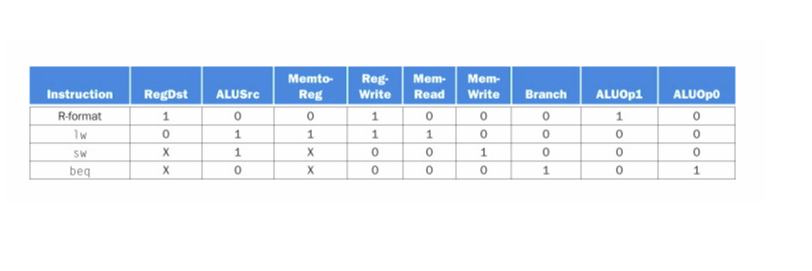 Instruction RegDst ALUSrc Memto-Reg Reg-Write Mem-Read Mem-Write Branch ALUOp1 ALUOp0
R-format 1 0 0 1 0 0 0 1 0
lw 0 1 1 1 1 0 0 0 0
sw X 1 X 0 0 1 0 0 0
beq X 0 X 0 0 0 1 0 1